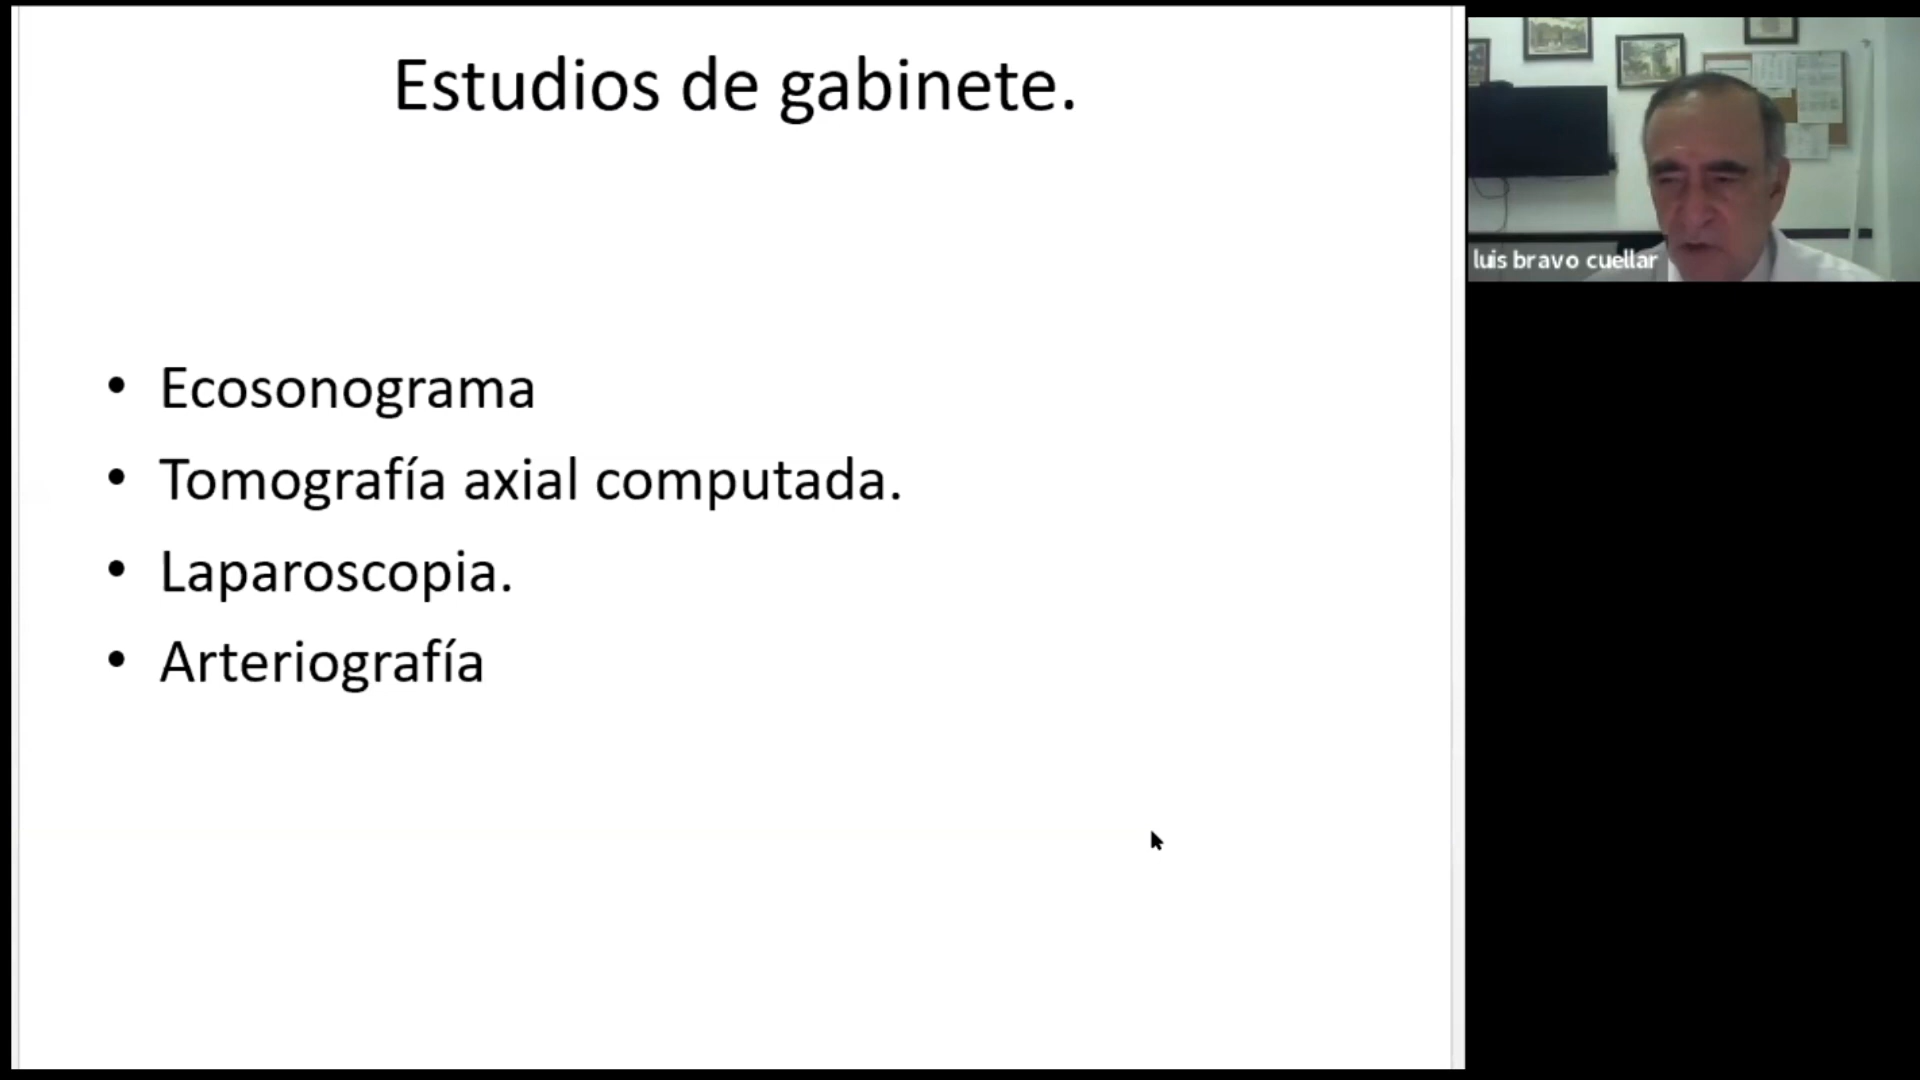 Estudios de gabinete.
• Ecosonograma
• Tomografía axial computada.
• Laparoscopia.
• Arteriografía
luis bravo cuellar